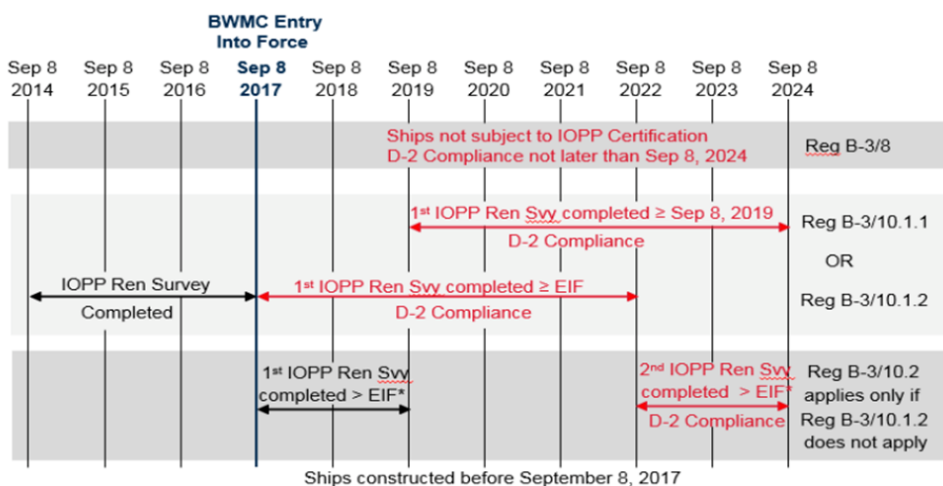 BWMC Entry
Into Force
Sep 8 Sep 8 Sep 8 Sep 8 Sep 8 Sep 8 Sep 8 Sep 8 Sep 8 Sep 8 Sep 8
2014 2015 2016 2017 2018 2019 2020 2021 2022 2023 2024
Ships not subject to IOPP Certification
D-2 Compliance not later than Sep 8, 2024
Reg B-3/8
1st IOPP Ren Svy completed ≥ Sep 8, 2019
D-2 Compliance
Reg B-3/10.1.1
OR
IOPP Ren Survey
Completed
1st IOPP Ren Svy completed ≥ EIF
D-2 Compliance
Reg B-3/10.1.2
1st IOPP Ren Svy
completed > EIF*
2nd IOPP Ren Svy
completed > EIF*
D-2 Compliance
Reg B-3/10.2
applies only if
Reg B-3/10.1.2
does not apply
Ships constructed before September 8, 2017